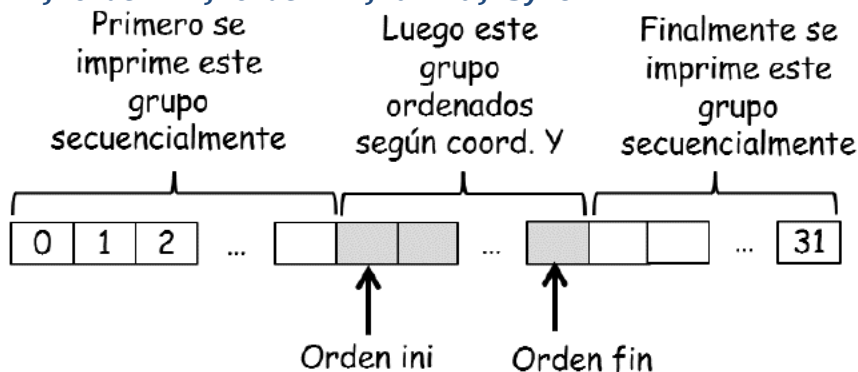 Primero se
imprime este
grupo
secuencialmente
Luego este
grupo
ordenados
según coord. Y
Finalmente se
imprime este
grupo
secuencialmente
0 1 2 ... ... ... 31
Orden ini
Orden fin